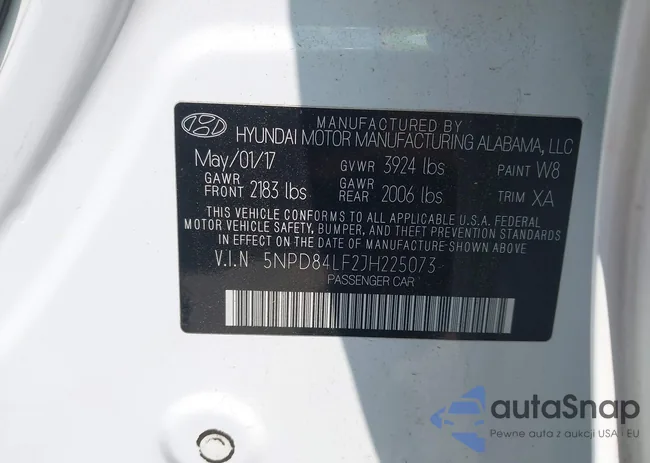 MANUFACTURED BY
HYUNDAI MOTOR MANUFACTURING ALABAMA, LLC
May/01/17 GVWR 3924 lbs PAINT W8
GAWR FRONT 2183 lbs GAWR REAR 2006 lbs TRIM XA
THIS VEHICLE CONFORMS TO ALL APPLICABLE U.S.A. FEDERAL
MOTOR VEHICLE SAFETY, BUMPER, AND THEFT PREVENTION STANDARDS
IN EFFECT ON THE DATE OF MANUFACTURE SHOWN ABOVE.
V.I.N 5NPD84LF2JH225073
PASSENGER CAR
autaSnap
Pewne auta z aukcji USA i EU